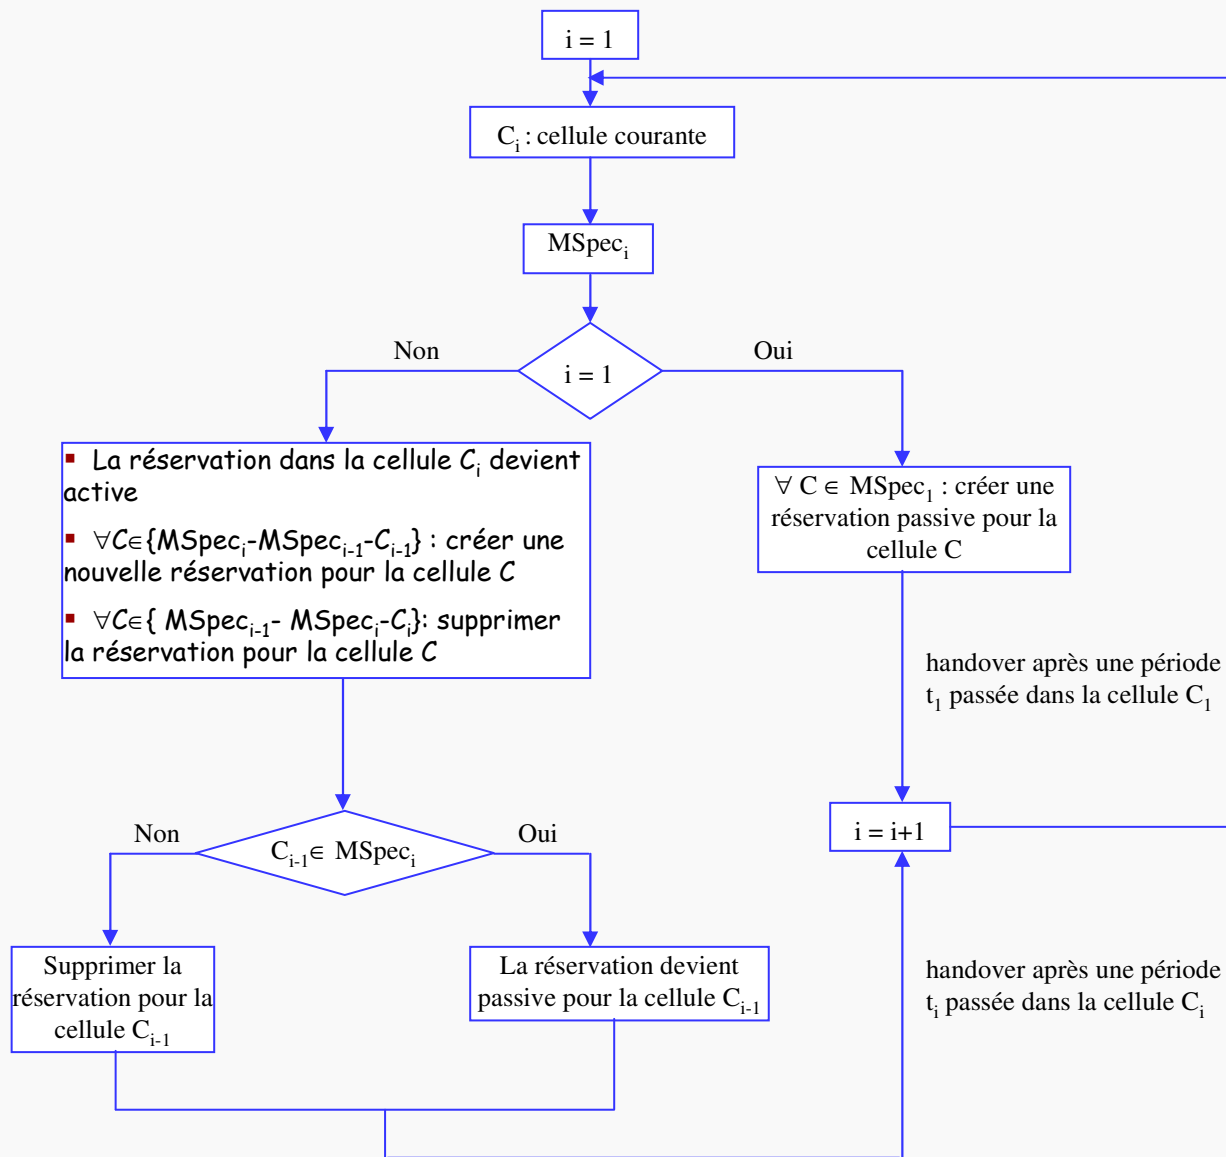 i = 1
Cᵢ : cellule courante
MSpecᵢ
Non
Oui
i = 1
▪ La réservation dans la cellule Cᵢ devient
active
▪ ∀C∈{MSpecᵢ-MSpecᵢ₋₁-Cᵢ₋₁} : créer une
nouvelle réservation pour la cellule C
▪ ∀C∈{ MSpecᵢ₋₁- MSpecᵢ-Cᵢ}: supprimer
la réservation pour la cellule C
∀ C ∈ MSpec₁ : créer une
réservation passive pour la
cellule C
handover après une période
t₁ passée dans la cellule C₁
i = i+1
Non
Oui
Cᵢ₋₁∈ MSpecᵢ
Supprimer la
réservation pour la
cellule Cᵢ₋₁
La réservation devient
passive pour la cellule Cᵢ₋₁
handover après une période
tᵢ passée dans la cellule Cᵢ